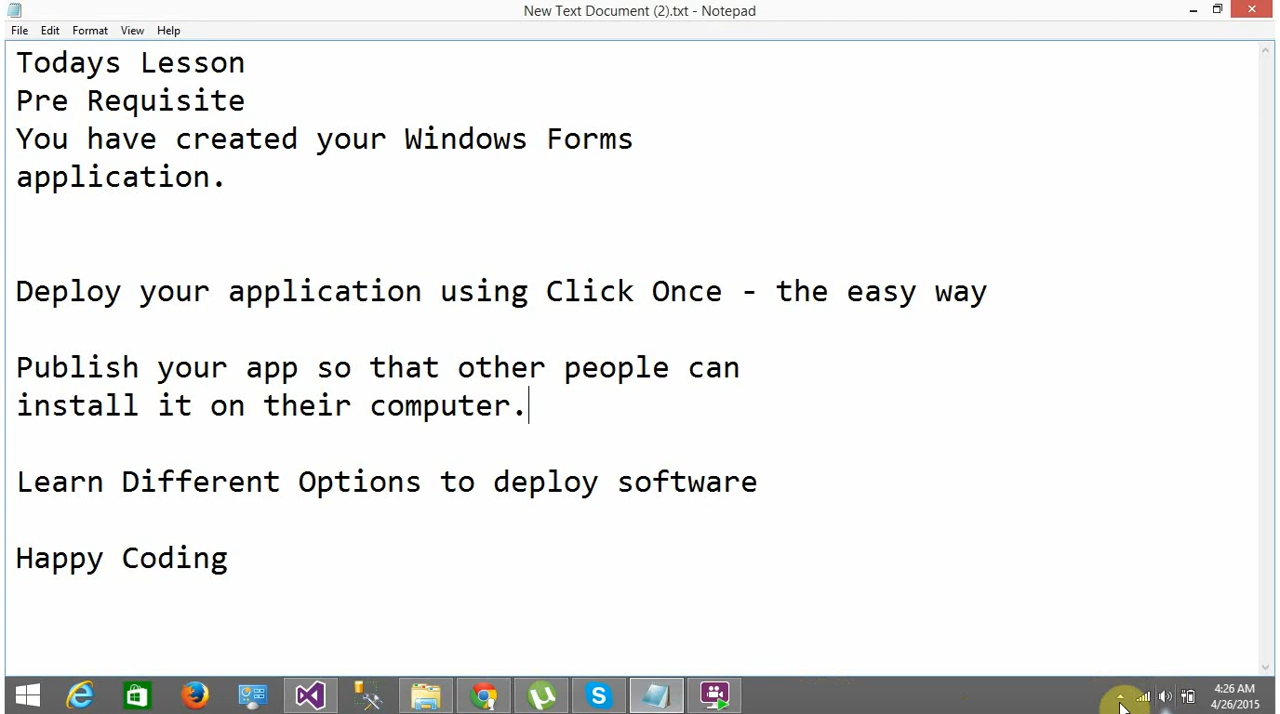 New Text Document (2).txt - Notepad
File Edit Format View Help
Todays Lesson
Pre Requisite
You have created your Windows Forms
application.
Deploy your application using Click Once - the easy way
Publish your app so that other people can
install it on their computer.
Learn Different Options to deploy software
Happy Coding
4:26 AM
4/26/2015